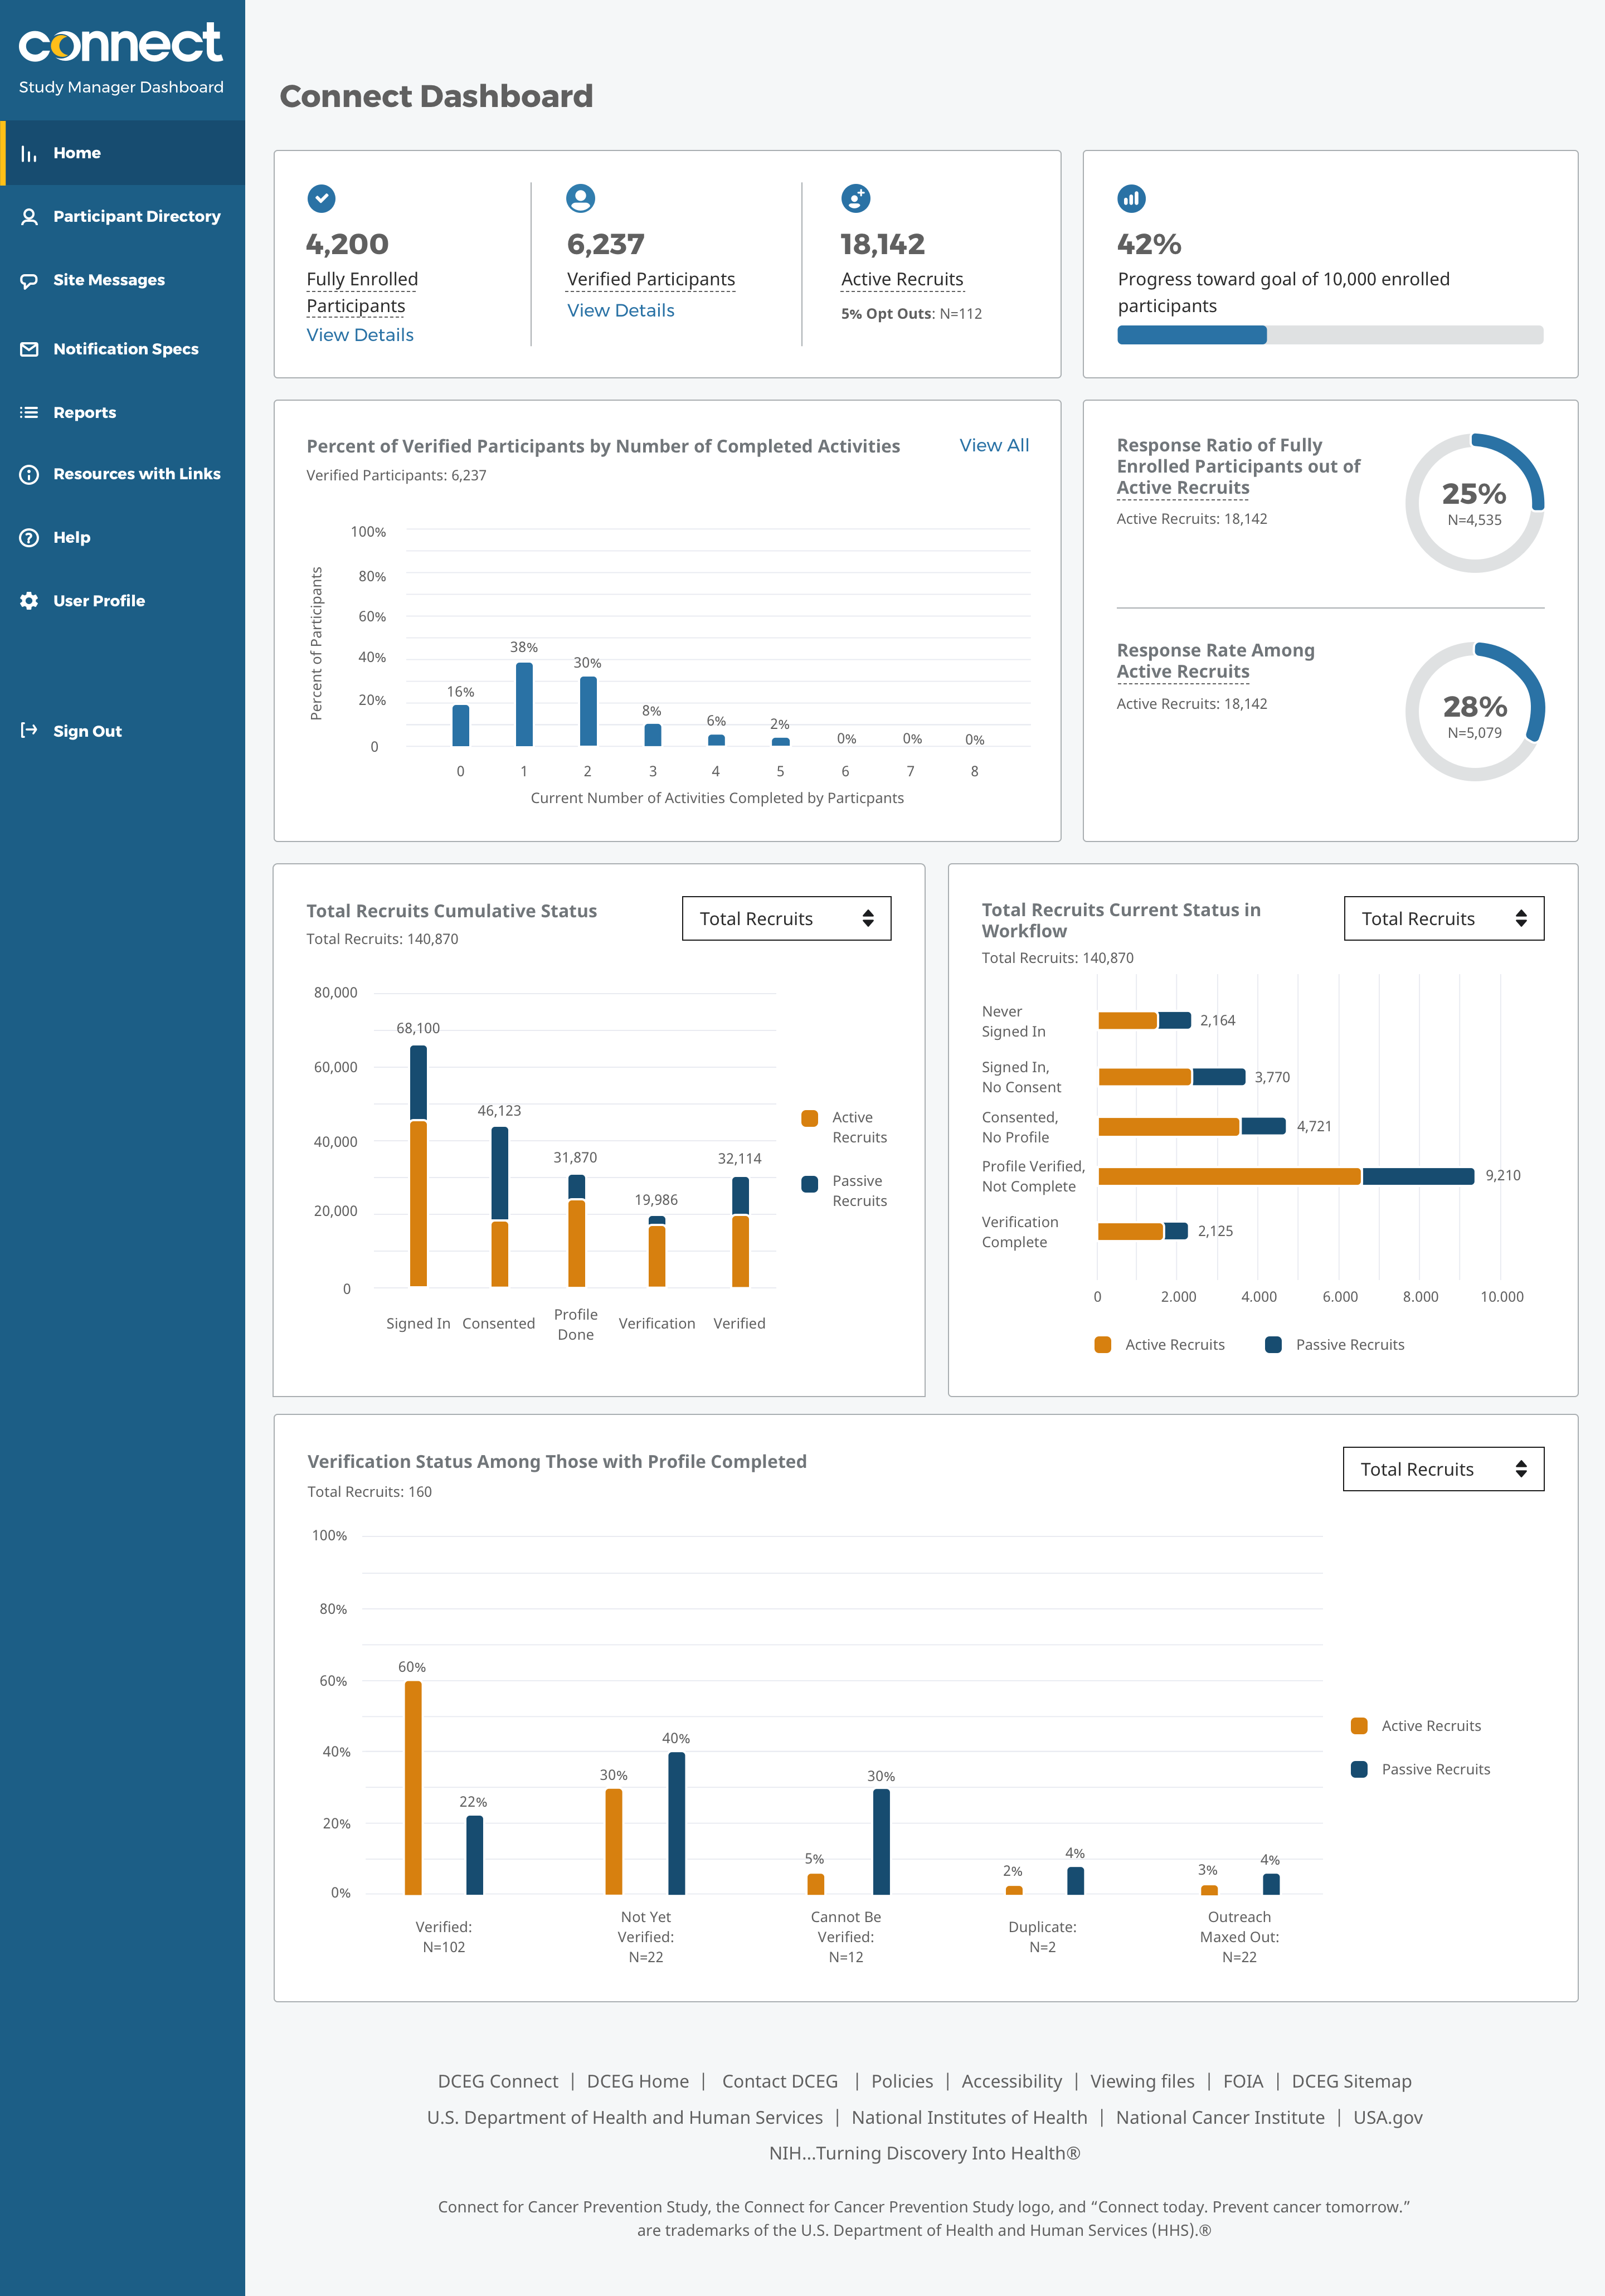 connect
Study Manager Dashboard
Home
Participant Directory
Site Messages
Notification Specs
Reports
Resources with Links
Help
User Profile
Sign Out
Connect Dashboard
4,200
Fully Enrolled
Participants
View Details
6,237
Verified Participants
View Details
18,142
Active Recruits
5% Opt Outs: N=112
42%
Progress toward goal of 10,000 enrolled
participants
Percent of Verified Participants by Number of Completed Activities
View All
Verified Participants: 6,237
Percent of Participants
100%
80%
60%
40%
20%
0
16%
38%
30%
8%
6%
2%
0%
0%
0%
0
1
2
3
4
5
6
7
8
Current Number of Activities Completed by Particpants
Response Ratio of Fully
Enrolled Participants out of
Active Recruits
Active Recruits: 18,142
25%
N=4,535
Response Rate Among
Active Recruits
Active Recruits: 18,142
28%
N=5,079
Total Recruits Cumulative Status
Total Recruits: 140,870
Total Recruits
80,000
60,000
40,000
20,000
0
68,100
46,123
31,870
19,986
32,114
Signed In
Consented
Profile
Done
Verification
Verified
Active
Recruits
Passive
Recruits
Total Recruits Current Status in
Workflow
Total Recruits: 140,870
Total Recruits
Never
Signed In
2,164
Signed In,
No Consent
3,770
Consented,
No Profile
4,721
Profile Verified,
Not Complete
9,210
Verification
Complete
2,125
0
2.000
4.000
6.000
8.000
10.000
Active Recruits
Passive Recruits
Verification Status Among Those with Profile Completed
Total Recruits: 160
Total Recruits
100%
80%
60%
40%
20%
0%
60%
22%
30%
40%
5%
30%
2%
4%
3%
4%
Verified:
N=102
Not Yet
Verified:
N=22
Cannot Be
Verified:
N=12
Duplicate:
N=2
Outreach
Maxed Out:
N=22
Active Recruits
Passive Recruits
DCEG Connect | DCEG Home | Contact DCEG | Policies | Accessibility | Viewing files | FOIA | DCEG Sitemap
U.S. Department of Health and Human Services | National Institutes of Health | National Cancer Institute | USA.gov
NIH...Turning Discovery Into Health®
Connect for Cancer Prevention Study, the Connect for Cancer Prevention Study logo, and “Connect today. Prevent cancer tomorrow.”
are trademarks of the U.S. Department of Health and Human Services (HHS).®